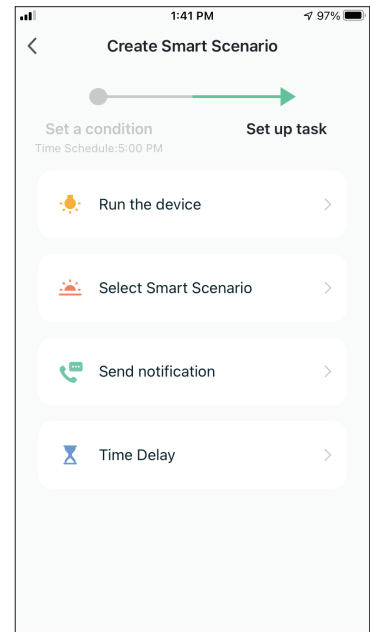 1:41 PM
97%
Create Smart Scenario
Set a condition
Set up task
Time Schedule:5:00 PM
Run the device
Select Smart Scenario
Send notification
Time Delay